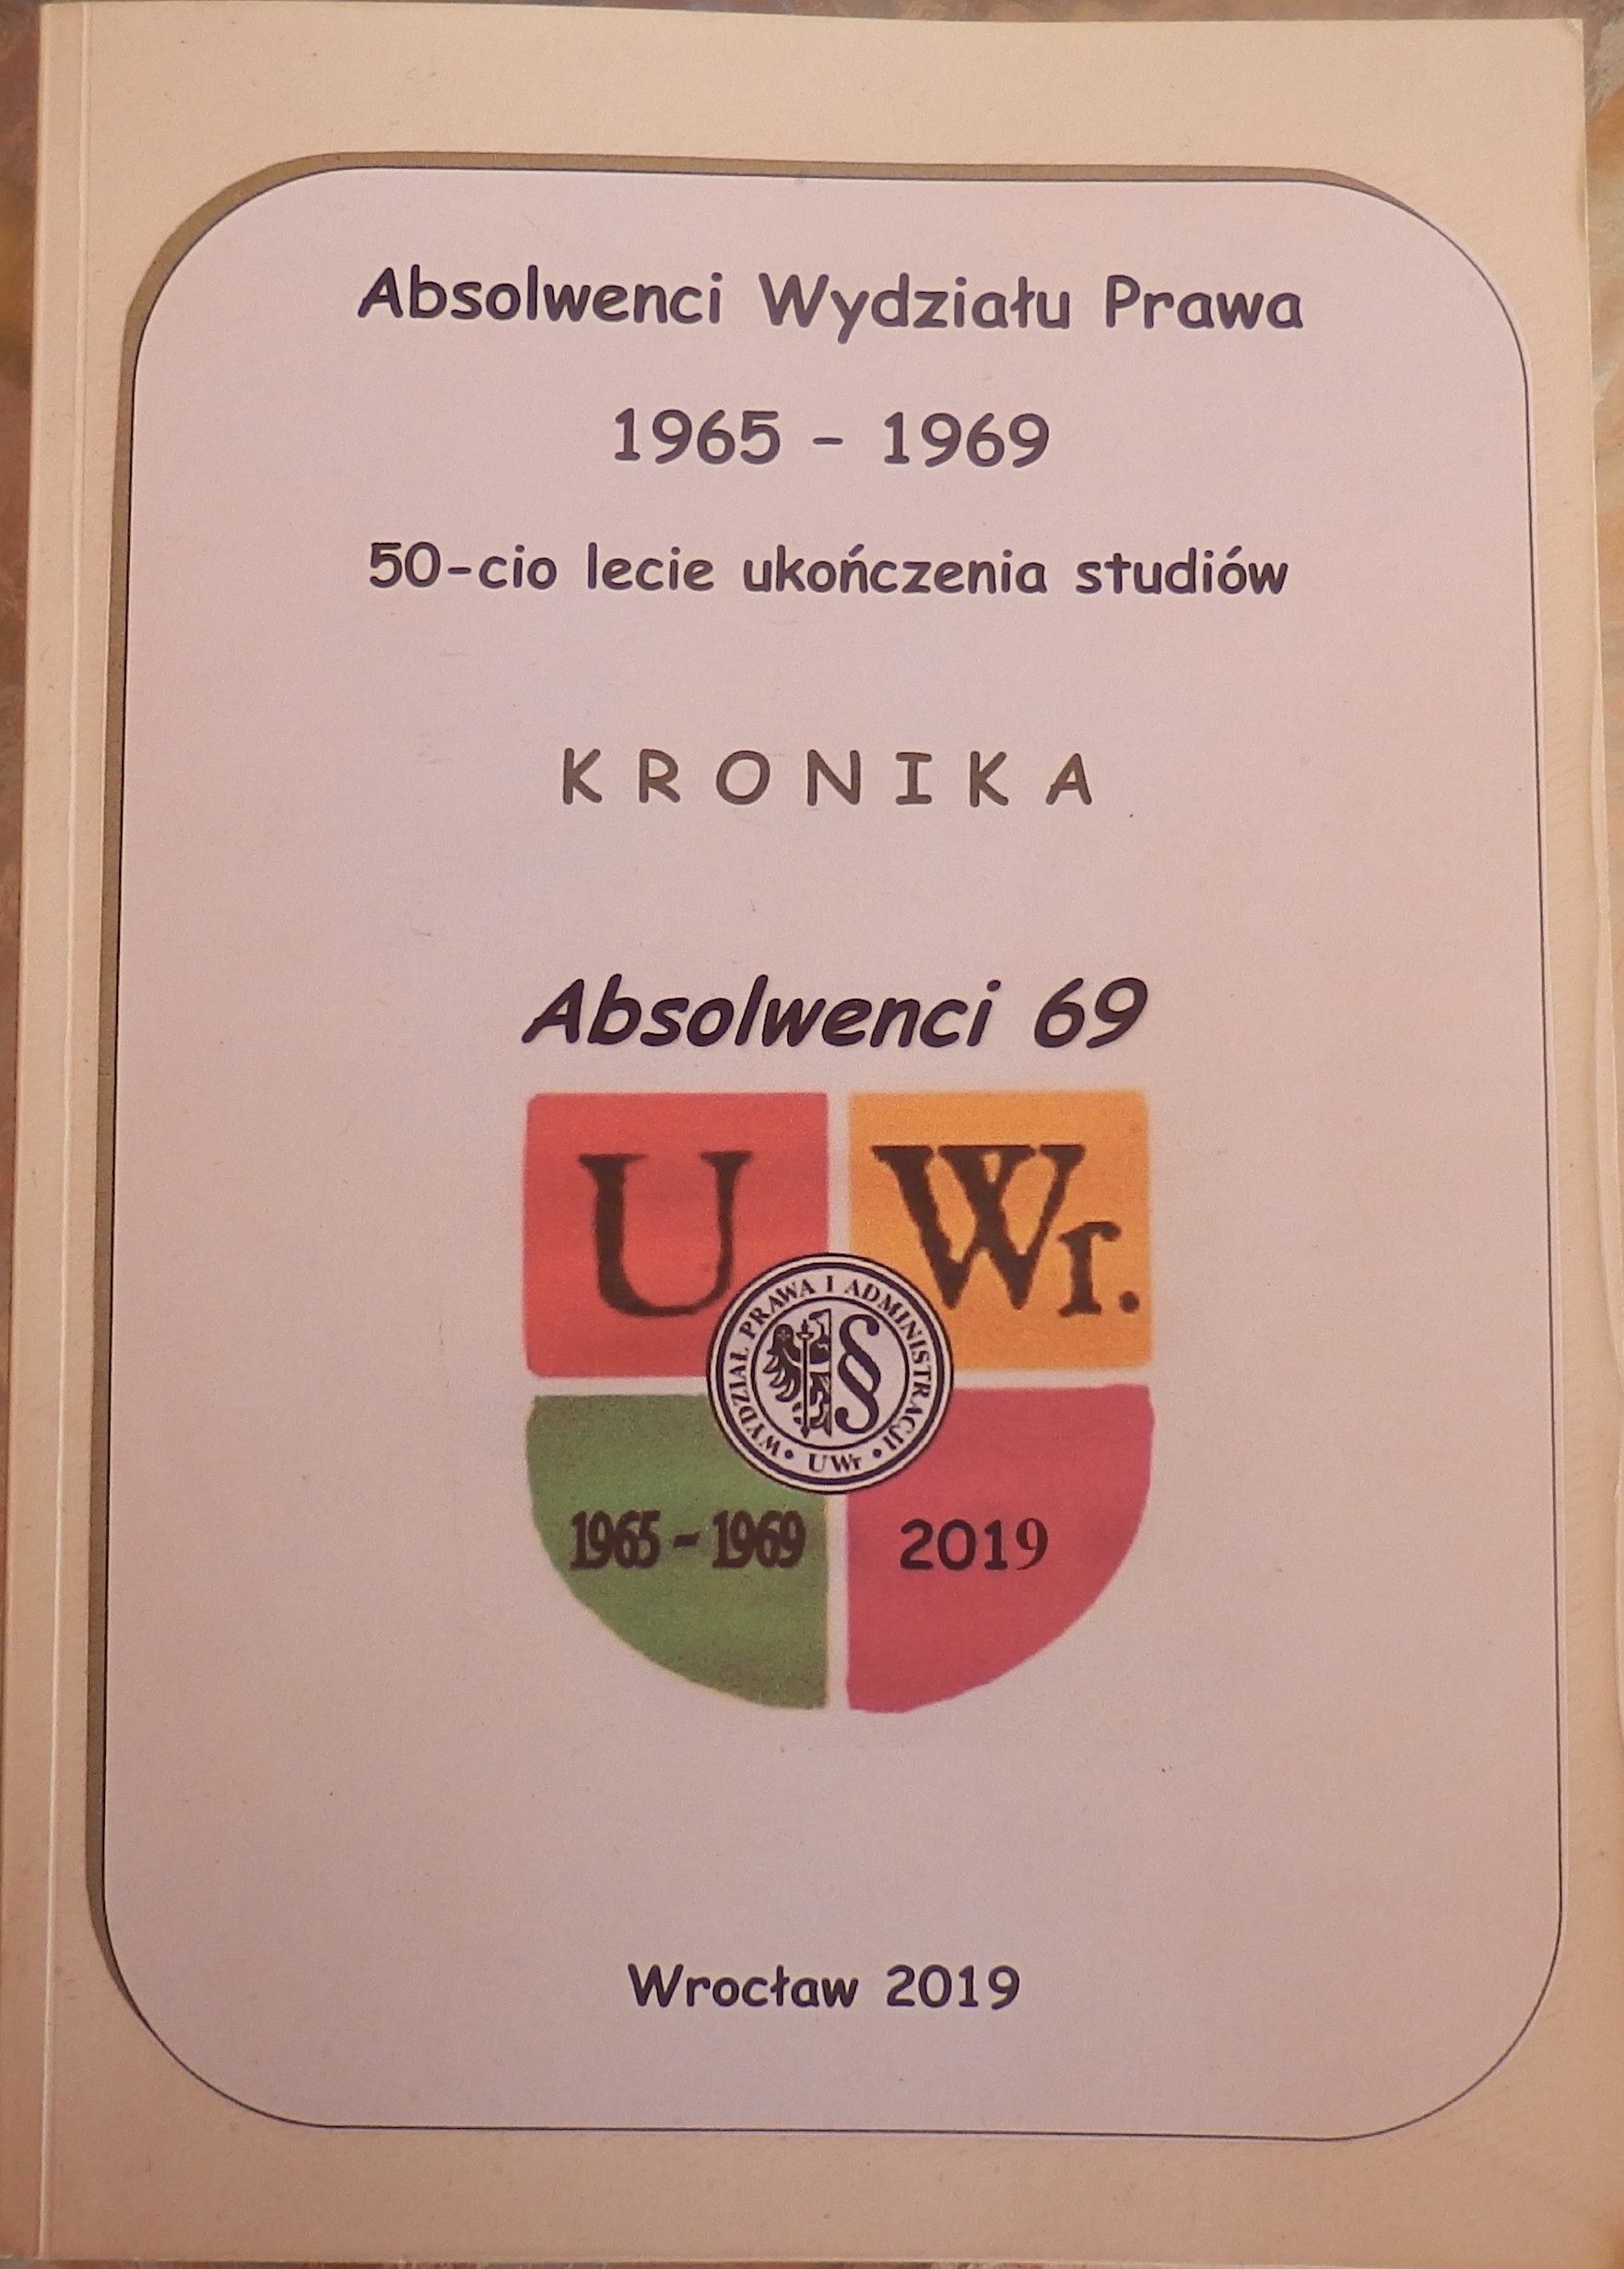 Absolwenci Wydziału Prawa
1965 - 1969
50-cio lecie ukończenia studiów
KRONIKA
Absolwenci 69
U Wr.
WYDZIAŁ PRAWA I ADMINISTRACJI
UWr
1965 - 1969 2019
Wrocław 2019